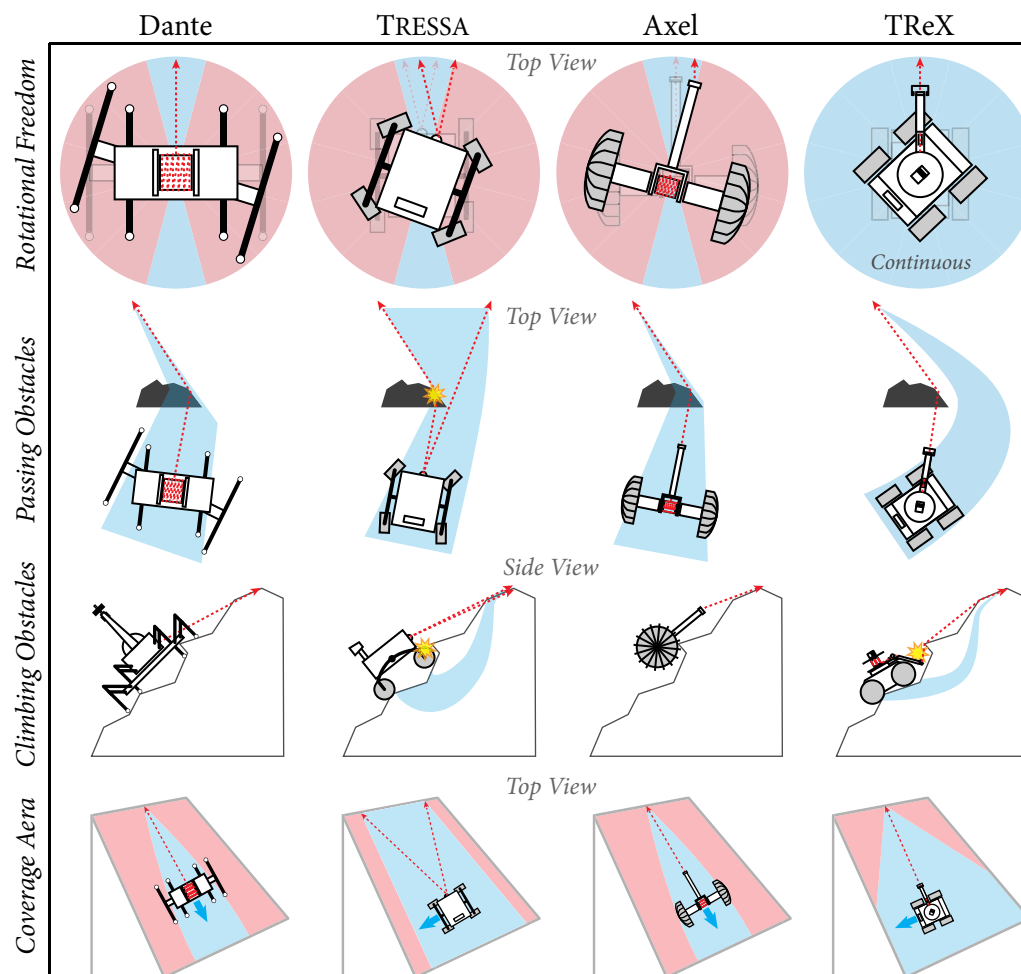 Dante
TRESSA
Axel
TReX
Rotational Freedom
Top View
Continuous
Passing Obstacles
Top View
Climbing Obstacles
Side View
Coverage Aera
Top View